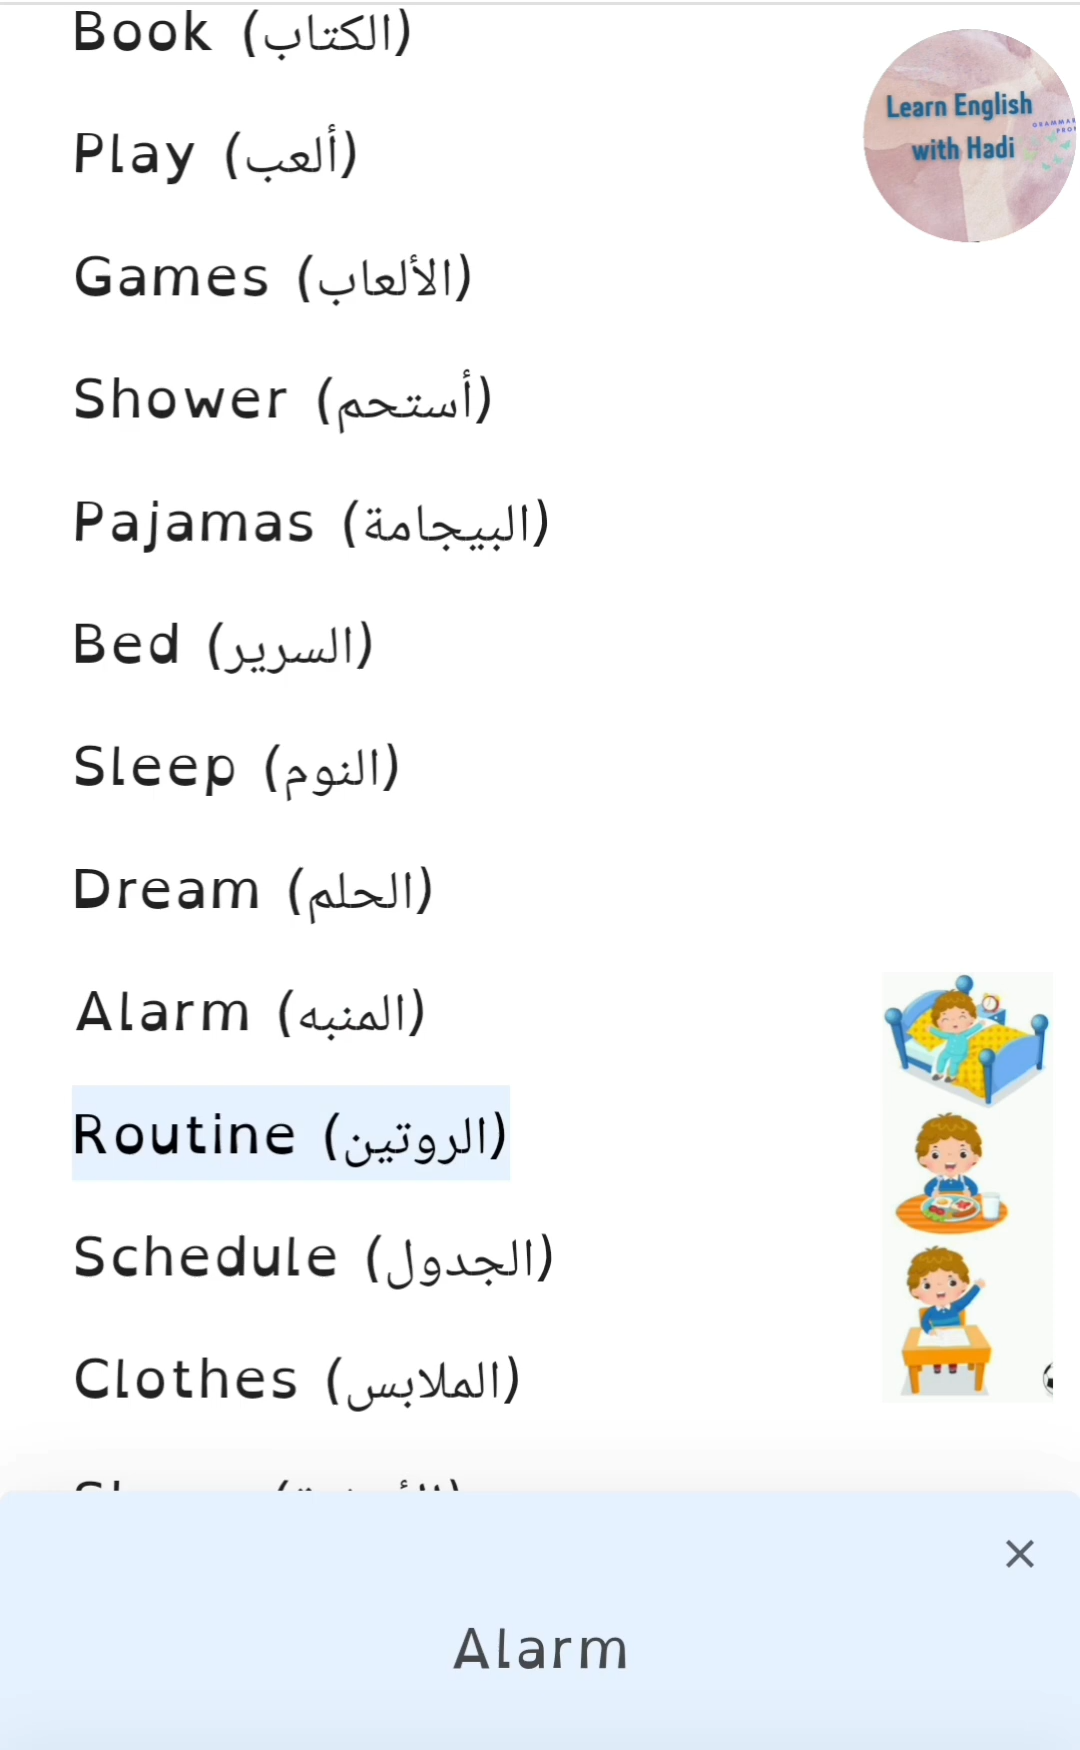 Book (الكتاب)
Play (ألعب)
Games (الألعاب)
Shower (أستحم)
Pajamas (البيجامة)
Bed (السرير)
Sleep (النوم)
Dream (الحلم)
Alarm (المنبه)
Routine (الروتين)
Schedule (الجدول)
Clothes (الملابس)
Alarm
Learn English
with Hadi